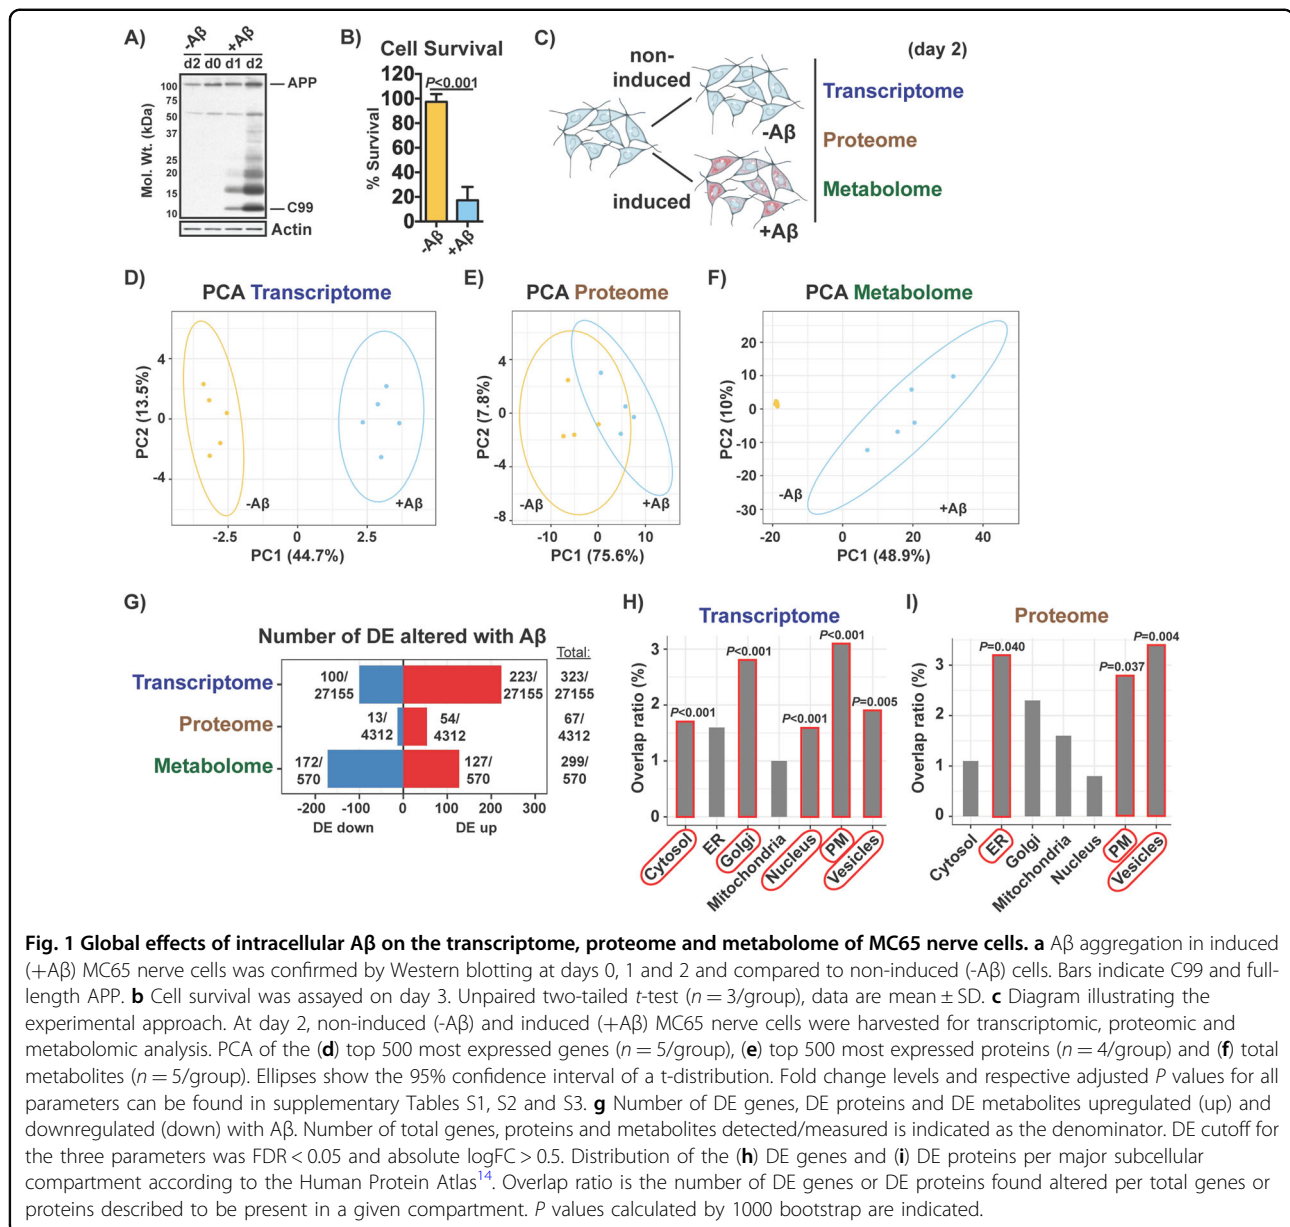 A)
-Aβ +Aβ
d2 d0 d1 d2
Mol. Wt. (kDa)
100
75
50
37
25
20
15
10
APP
C99
Actin
B)
Cell Survival
P<0.001
% Survival
120
100
80
60
40
20
0
-Aβ
+Aβ
C)
(day 2)
non-
induced
-Aβ
induced
+Aβ
Transcriptome
Proteome
Metabolome
D)
PCA Transcriptome
PC2 (13.5%)
4
0
-4
-Aβ
+Aβ
-2.5 0 2.5
PC1 (44.7%)
E)
PCA Proteome
PC2 (7.8%)
4
0
-4
-8
-Aβ
+Aβ
-10 0 10
PC1 (75.6%)
F)
PCA Metabolome
PC2 (10%)
20
10
0
-10
-20
-30
-Aβ
+Aβ
-20 0 20 40
PC1 (48.9%)
G)
Number of DE altered with Aβ
Total:
Transcriptome
100/
27155
223/
27155
323/
27155
Proteome
13/
4312
54/
4312
67/
4312
Metabolome
172/
570
127/
570
299/
570
-200 -100 0 100 200 300
DE down DE up
H)
Transcriptome
Overlap ratio (%)
3
2
1
0
P<0.001
P<0.001
P<0.001
P<0.001
P=0.005
Cytosol
ER
Golgi
Mitochondria
Nucleus
PM
Vesicles
I)
Proteome
Overlap ratio (%)
3
2
1
0
P=0.040
P=0.037
P=0.004
Cytosol
ER
Golgi
Mitochondria
Nucleus
PM
Vesicles
Fig. 1 Global effects of intracellular Aβ on the transcriptome, proteome and metabolome of MC65 nerve cells. a Aβ aggregation in induced
(+Aβ) MC65 nerve cells was confirmed by Western blotting at days 0, 1 and 2 and compared to non-induced (-Aβ) cells. Bars indicate C99 and full-
length APP. b Cell survival was assayed on day 3. Unpaired two-tailed t-test (n = 3/group), data are mean ± SD. c Diagram illustrating the
experimental approach. At day 2, non-induced (-Aβ) and induced (+Aβ) MC65 nerve cells were harvested for transcriptomic, proteomic and
metabolomic analysis. PCA of the (d) top 500 most expressed genes (n = 5/group), (e) top 500 most expressed proteins (n = 4/group) and (f) total
metabolites (n = 5/group). Ellipses show the 95% confidence interval of a t-distribution. Fold change levels and respective adjusted P values for all
parameters can be found in supplementary Tables S1, S2 and S3. g Number of DE genes, DE proteins and DE metabolites upregulated (up) and
downregulated (down) with Aβ. Number of total genes, proteins and metabolites detected/measured is indicated as the denominator. DE cutoff for
the three parameters was FDR < 0.05 and absolute logFC > 0.5. Distribution of the (h) DE genes and (i) DE proteins per major subcellular
compartment according to the Human Protein Atlas14. Overlap ratio is the number of DE genes or DE proteins found altered per total genes or
proteins described to be present in a given compartment. P values calculated by 1000 bootstrap are indicated.